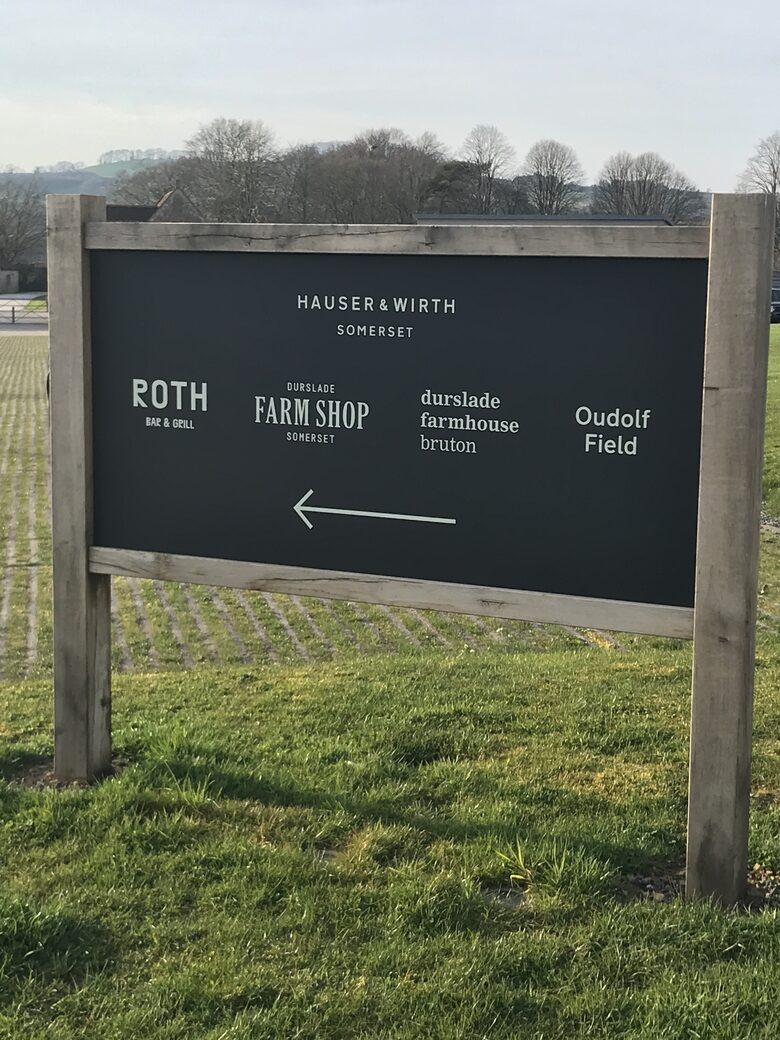 HAUSER & WIRTH
SOMERSET
ROTH
BAR & GRILL
DURSLADE
FARM SHOP
SOMERSET
durslade
farmhouse
bruton
Oudolf
Field